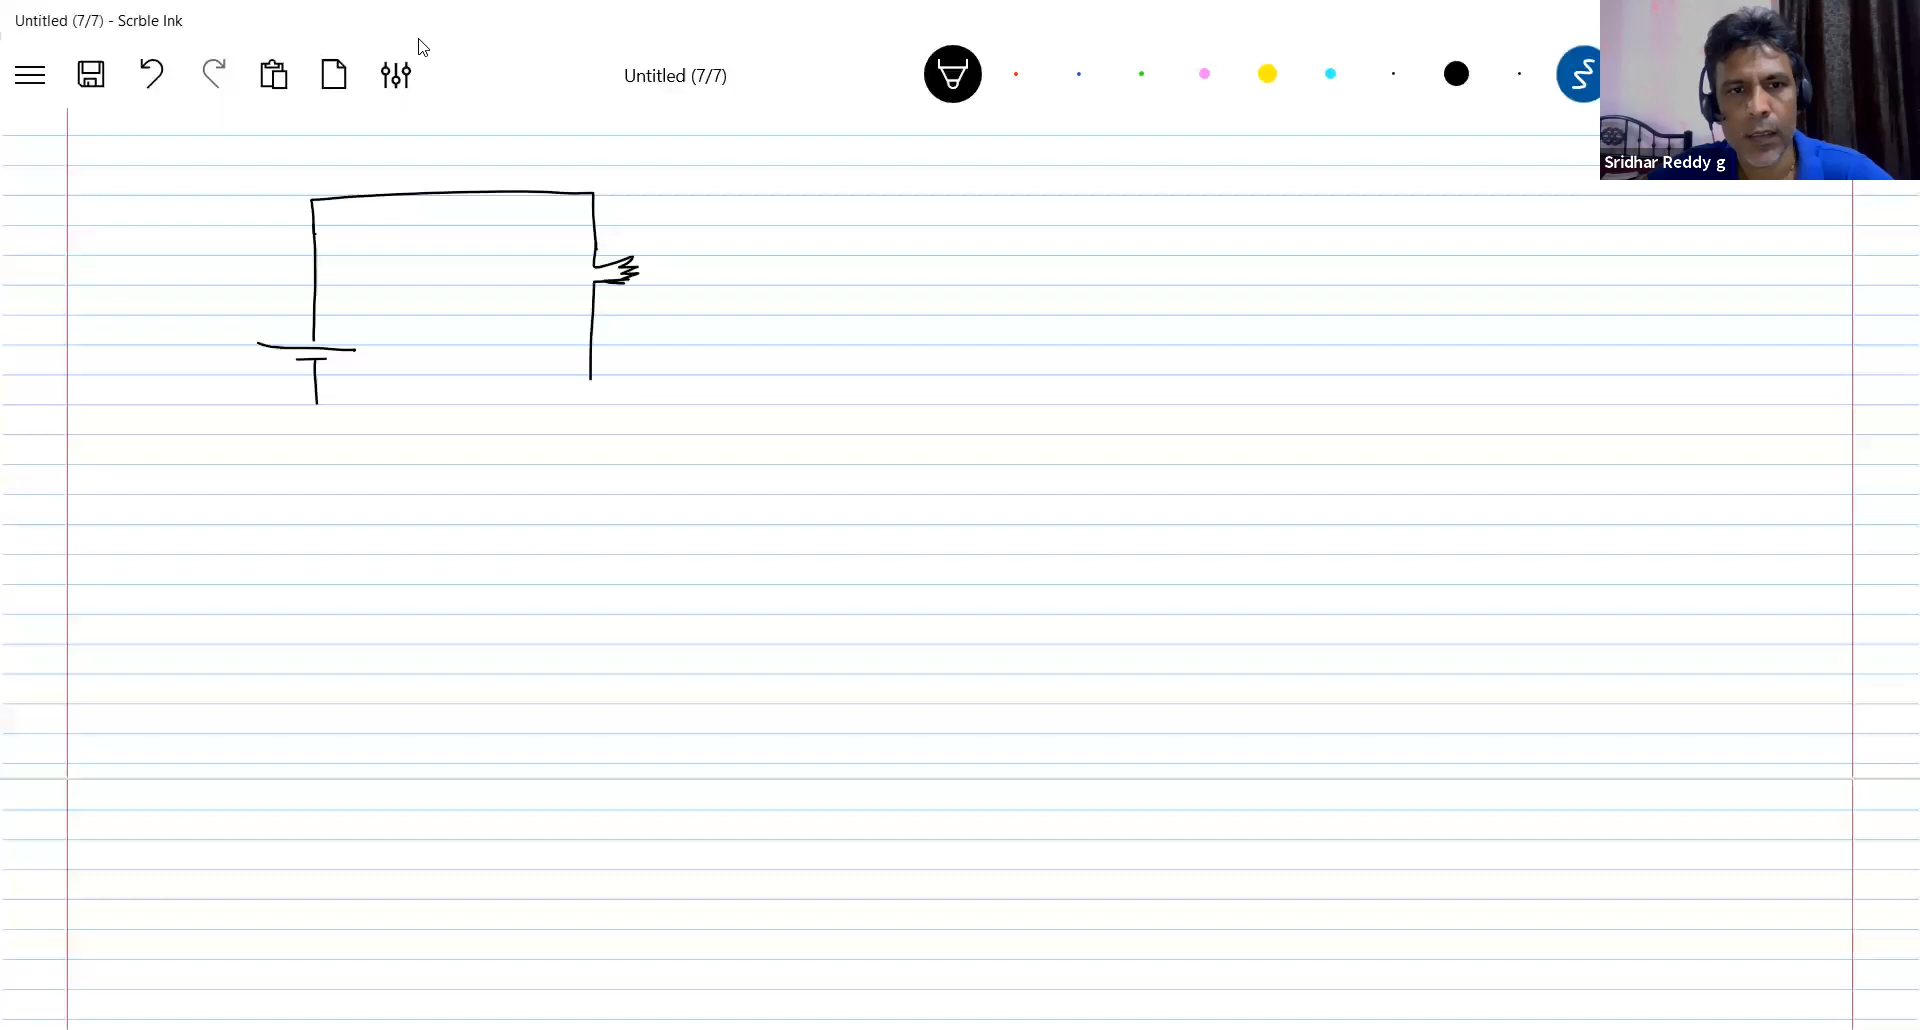 Untitled (7/7) - Scrble Ink
Untitled (7/7)
Sridhar Reddy g